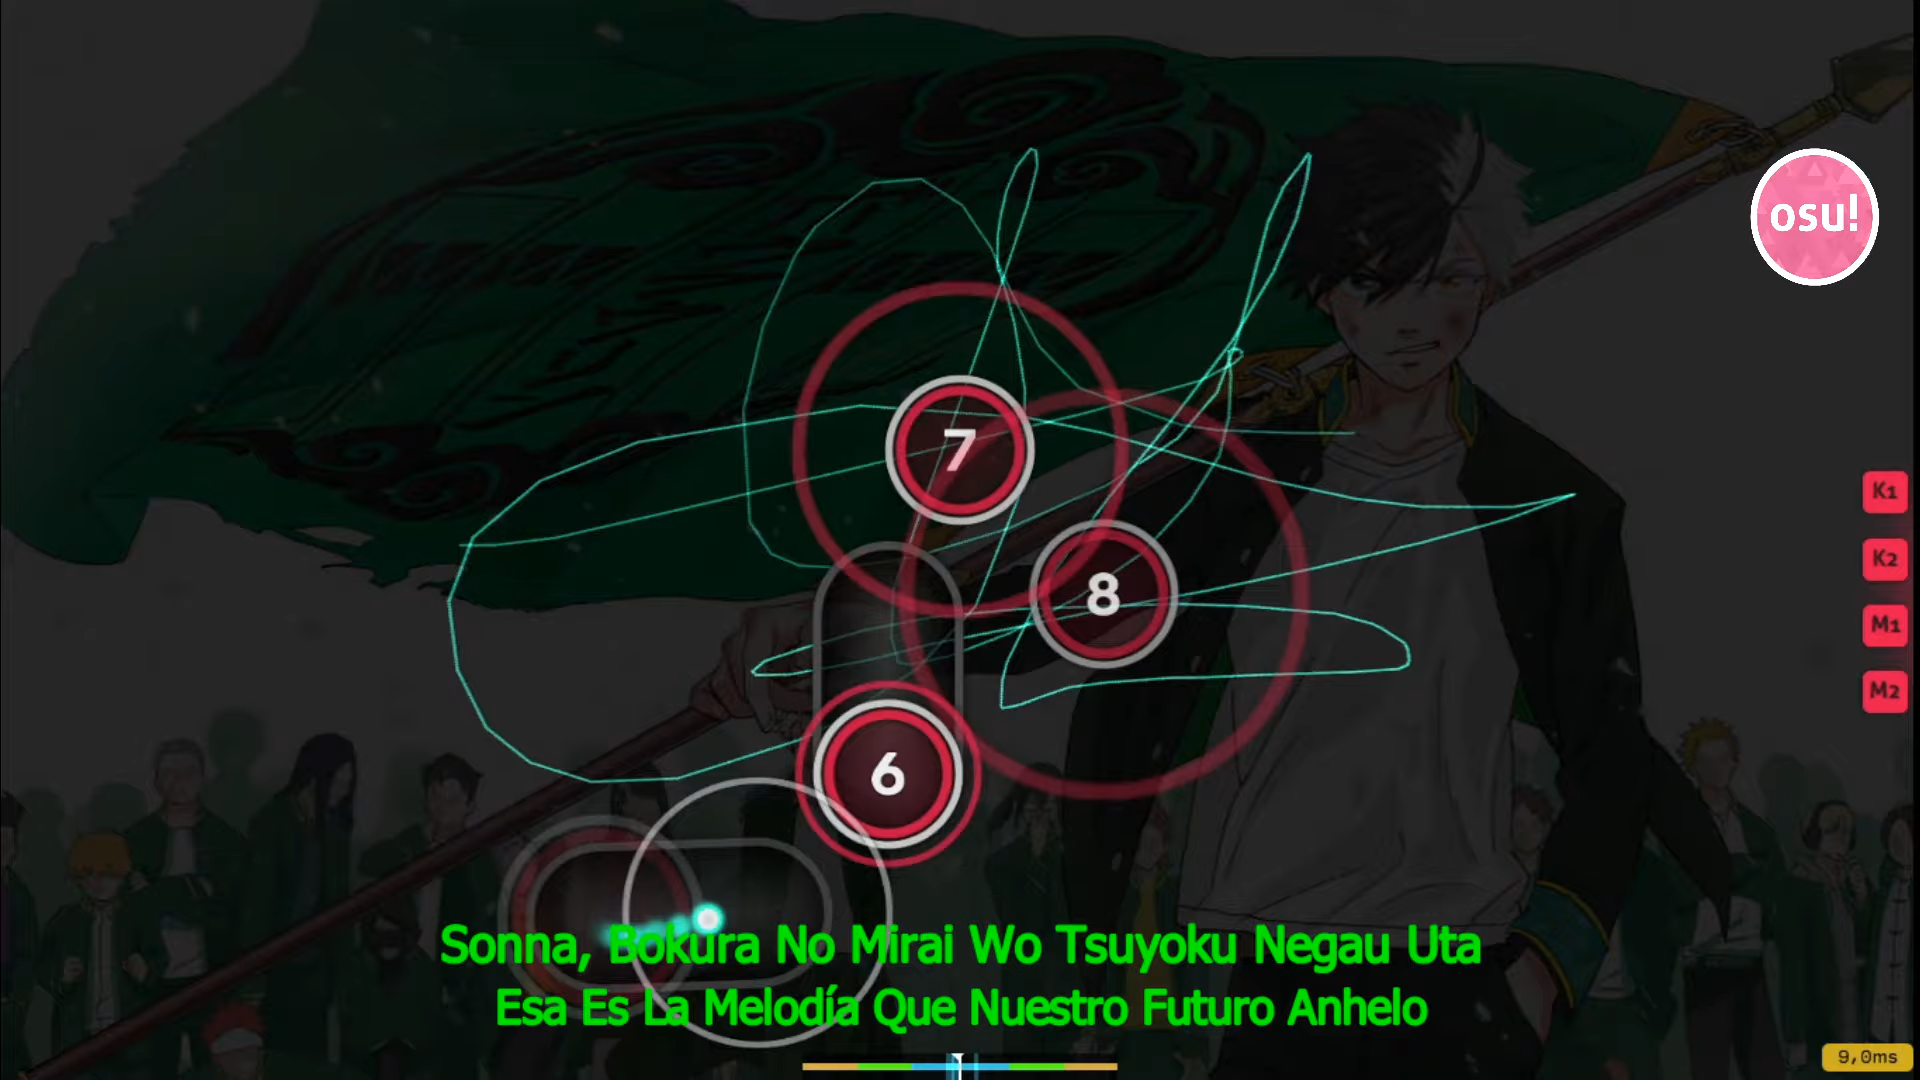 osu!
7
8
6
K1
K2
M1
M2
Sonna, Bokura No Mirai Wo Tsuyoku Negau Uta
Esa Es La Melodía Que Nuestro Futuro Anhelo
9,0ms